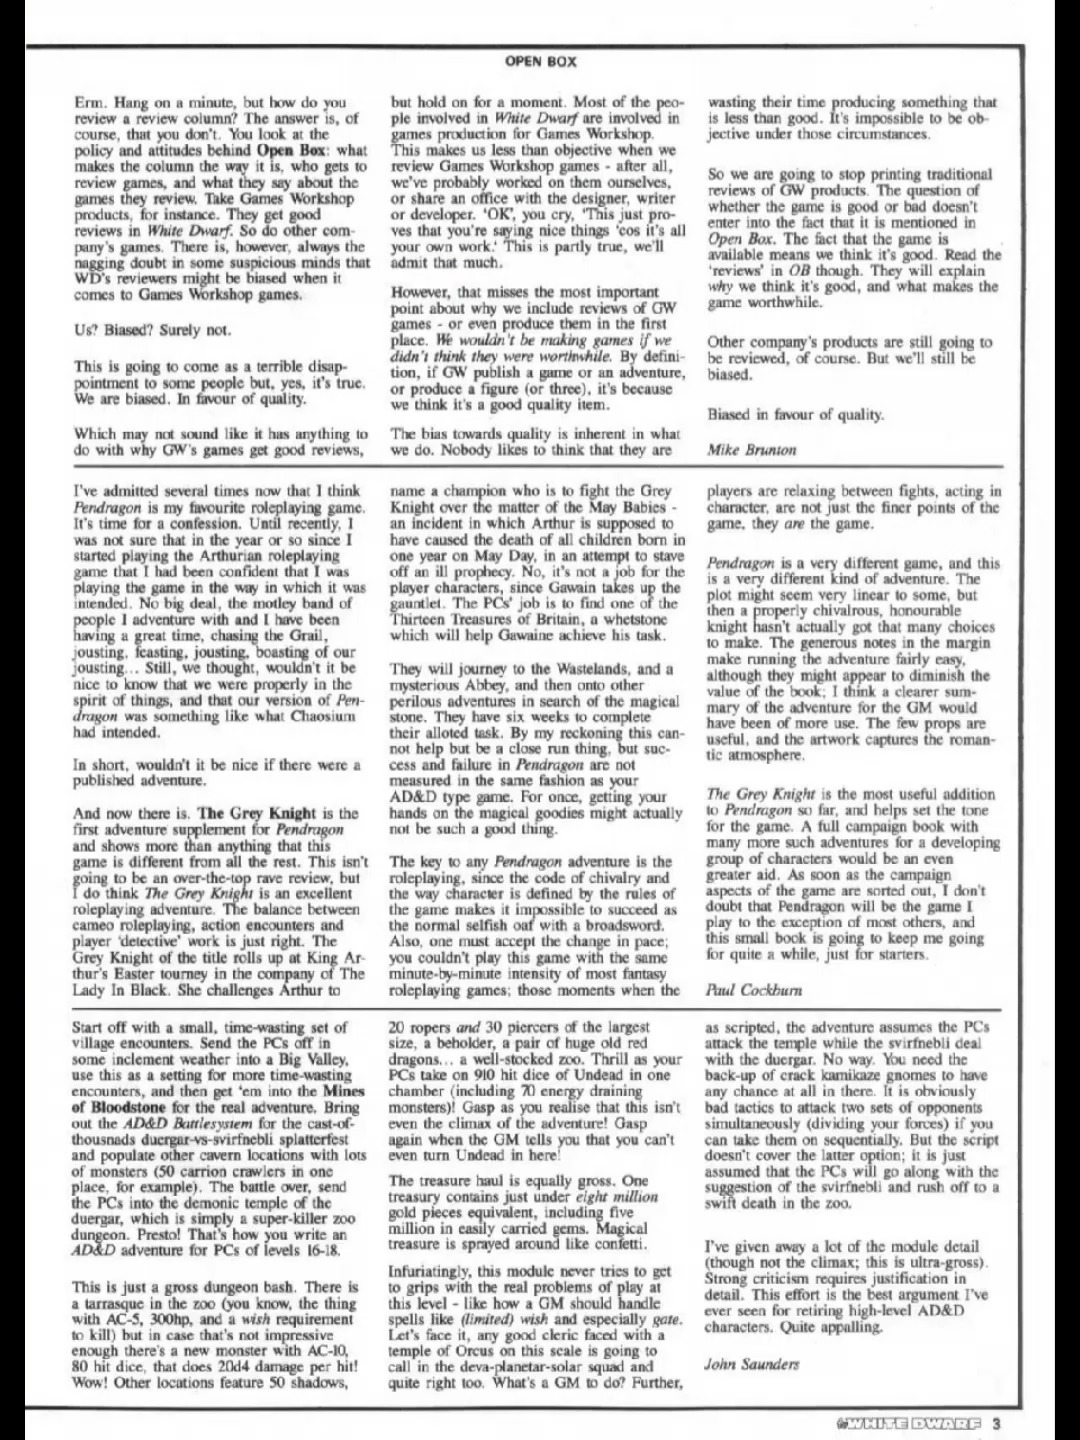 OPEN BOX
Erm. Hang on a minute, but how do you
review a review column? The answer is, of
course, that you don't. You look at the
policy and attitudes behind Open Box: what
makes the column the way it is, who gets to
review games, and what they say about the
games they review. Take Games Workshop
products, for instance. They get good
reviews in White Dwarf. So do other com-
pany's games. There is, however, always the
nagging doubt in some suspicious minds that
WD's reviewers might be biased when it
comes to Games Workshop games.
Us? Biased? Surely not.
This is going to come as a terrible disap-
pointment to some people but, yes, it's true.
We are biased. In favour of quality.
Which may not sound like it has anything to
do with why GW's games get good reviews,
but hold on for a moment. Most of the peo-
ple involved in White Dwarf are involved in
games production for Games Workshop.
This makes us less than objective when we
review Games Workshop games - after all,
we've probably worked on them ourselves,
or share an office with the designer, writer
or developer. 'OK', you cry, 'This just pro-
ves that you're saying nice things 'cos it's all
your own work.' This is partly true, we'll
admit that much.
However, that misses the most important
point about why we include reviews of GW
games - or even produce them in the first
place. We wouldn't be making games if we
didn't think they were worthwhile. By defini-
tion, if GW publish a game or an adventure,
or produce a figure (or three), it's because
we think it's a good quality item.
The bias towards quality is inherent in what
we do. Nobody likes to think that they are
wasting their time producing something that
is less than good. It's impossible to be ob-
jective under those circumstances.
So we are going to stop printing traditional
reviews of GW products. The question of
whether the game is good or bad doesn't
enter into the fact that it is mentioned in
Open Box. The fact that the game is
available means we think it's good. Read the
'reviews' in OB though. They will explain
why we think it's good, and what makes the
game worthwhile.
Other company's products are still going to
be reviewed, of course. But we'll still be
biased.
Biased in favour of quality.
Mike Brunton
I've admitted several times now that I think
Pendragon is my favourite roleplaying game.
It's time for a confession. Until recently, I
was not sure that in the year or so since I
started playing the Arthurian roleplaying
game that I had been confident that I was
playing the game in the way in which it was
intended. No big deal, the motley band of
people I adventure with and I have been
having a great time, chasing the Grail,
jousting, feasting, jousting, boasting of our
jousting... Still, we thought, wouldn't it be
nice to know that we were properly in the
spirit of things, and that our version of Pen-
dragon was something like what Chaosium
had intended.
In short, wouldn't it be nice if there were a
published adventure.
And now there is. The Grey Knight is the
first adventure supplement for Pendragon
and shows more than anything that this
game is different from all the rest. This isn't
going to be an over-the-top rave review, but
I do think The Grey Knight is an excellent
roleplaying adventure. The balance between
cameo roleplaying, action encounters and
player 'detective' work is just right. The
Grey Knight of the title rolls up at King Ar-
thur's Easter tourney in the company of The
Lady In Black. She challenges Arthur to
name a champion who is to fight the Grey
Knight over the matter of the May Babies -
an incident in which Arthur is supposed to
have caused the death of all children born in
one year on May Day, in an attempt to stave
off an ill prophecy. No, it's not a job for the
player characters, since Gawain takes up the
gauntlet. The PCs' job is to find one of the
Thirteen Treasures of Britain, a whetstone
which will help Gawaine achieve his task.
They will journey to the Wastelands, and a
mysterious Abbey, and then onto other
perilous adventures in search of the magical
stone. They have six weeks to complete
their alloted task. By my reckoning this can-
not help but be a close run thing, but suc-
cess and failure in Pendragon are not
measured in the same fashion as your
AD&D type game. For once, getting your
hands on the magical goodies might actually
not be such a good thing.
The key to any Pendragon adventure is the
roleplaying, since the code of chivalry and
the way character is defined by the rules of
the game makes it impossible to succeed as
the normal selfish oaf with a broadsword.
Also, one must accept the change in pace;
you couldn't play this game with the same
minute-by-minute intensity of most fantasy
roleplaying games; those moments when the
players are relaxing between fights, acting in
character, are not just the finer points of the
game, they are the game.
Pendragon is a very different game, and this
is a very different kind of adventure. The
plot might seem very linear to some, but
then a properly chivalrous, honourable
knight hasn't actually got that many choices
to make. The generous notes in the margin
make running the adventure fairly easy,
although they might appear to diminish the
value of the book; I think a clearer sum-
mary of the adventure for the GM would
have been of more use. The few props are
useful, and the artwork captures the roman-
tic atmosphere.
The Grey Knight is the most useful addition
to Pendragon so far, and helps set the tone
for the game. A full campaign book with
many more such adventures for a developing
group of characters would be an even
greater aid. As soon as the campaign
aspects of the game are sorted out, I don't
doubt that Pendragon will be the game I
play to the exception of most others, and
this small book is going to keep me going
for quite a while, just for starters.
Paul Cockburn
Start off with a small, time-wasting set of
village encounters. Send the PCs off in
some inclement weather into a Big Valley,
use this as a setting for more time-wasting
encounters, and then get 'em into the Mines
of Bloodstone for the real adventure. Bring
out the AD&D Battlesystem for the cast-of-
thousnads duergar-vs-svirfnebli splatterfest
and populate other cavern locations with lots
of monsters (50 carrion crawlers in one
place, for example). The battle over, send
the PCs into the demonic temple of the
duergar, which is simply a super-killer zoo
dungeon. Presto! That's how you write an
AD&D adventure for PCs of levels 16-18.
This is just a gross dungeon bash. There is
a tarrasque in the zoo (you know, the thing
with AC-5, 300hp, and a wish requirement
to kill) but in case that's not impressive
enough there's a new monster with AC-10,
80 hit dice, that does 20d4 damage per hit!
Wow! Other locations feature 50 shadows,
20 ropers and 30 piercers of the largest
size, a beholder, a pair of huge old red
dragons... a well-stocked zoo. Thrill as your
PCs take on 910 hit dice of Undead in one
chamber (including 70 energy draining
monsters)! Gasp as you realise that this isn't
even the climax of the adventure! Gasp
again when the GM tells you that you can't
even turn Undead in here!
The treasure haul is equally gross. One
treasury contains just under eight million
gold pieces equivalent, including five
million in easily carried gems. Magical
treasure is sprayed around like confetti.
Infuriatingly, this module never tries to get
to grips with the real problems of play at
this level - like how a GM should handle
spells like (limited) wish and especially gate.
Let's face it, any good cleric faced with a
temple of Orcus on this scale is going to
call in the deva-planetar-solar squad and
quite right too. What's a GM to do? Further,
as scripted, the adventure assumes the PCs
attack the temple while the svirfnebli deal
with the duergar. No way. You need the
back-up of crack kamikaze gnomes to have
any chance at all in there. It is obviously
bad tactics to attack two sets of opponents
simultaneously (dividing your forces) if you
can take them on sequentially. But the script
doesn't cover the latter option; it is just
assumed that the PCs will go along with the
suggestion of the svirfnebli and rush off to a
swift death in the zoo.
I've given away a lot of the module detail
(though not the climax; this is ultra-gross).
Strong criticism requires justification in
detail. This effort is the best argument I've
ever seen for retiring high-level AD&D
characters. Quite appalling.
John Saunders
WHITE DWARF 3